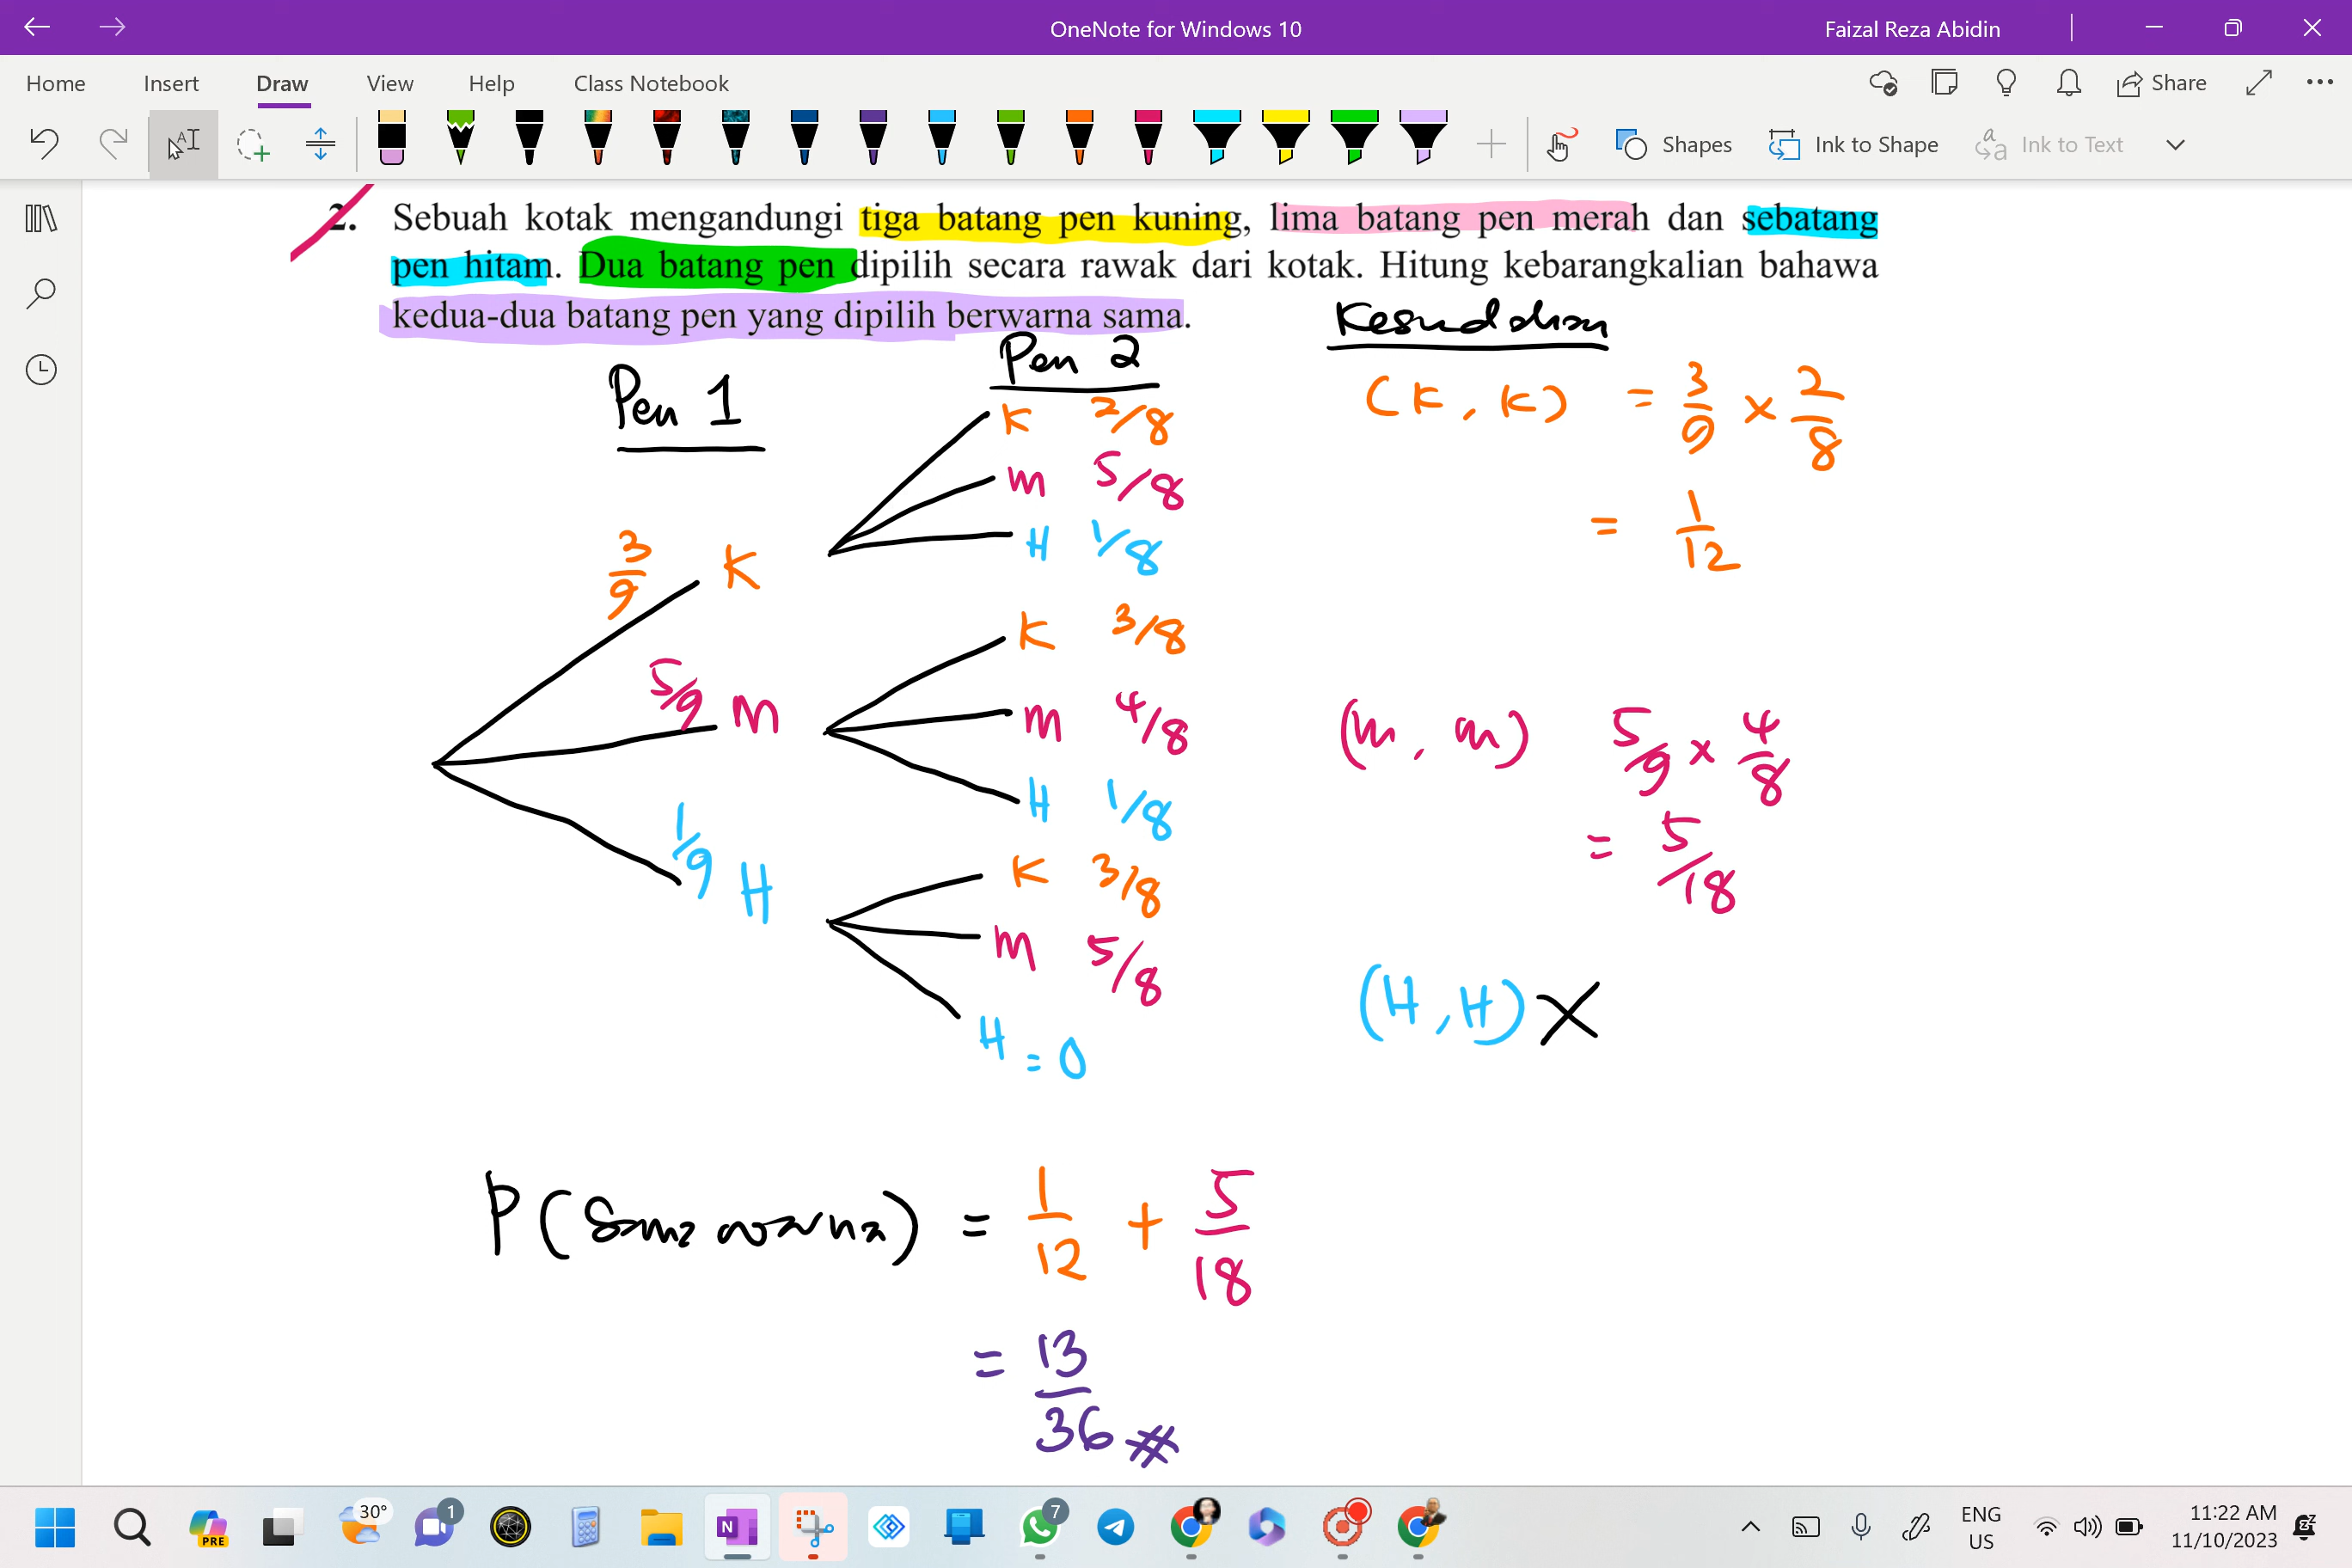 OneNote for Windows 10
Faizal Reza Abidin
Home Insert Draw View Help Class Notebook
Share
Shapes Ink to Shape Ink to Text
2. Sebuah kotak mengandungi tiga batang pen kuning, lima batang pen merah dan sebatang
pen hitam. Dua batang pen dipilih secara rawak dari kotak. Hitung kebarangkalian bahawa
kedua-dua batang pen yang dipilih berwarna sama.
Kesudahan
Pen 1
Pen 2
K 2/8
m 5/8
H 1/8
3/9 K
K 3/8
m 4/8
H 1/8
5/9 m
K 3/8
m 5/8
H = 0
1/9 H
(K, K) = 3/9 × 2/8
= 1/12
(m, m) 5/9 × 4/8
= 5/18
(H, H) X
P(sama warna) = 1/12 + 5/18
= 13/36 #
PRE
30°
1
7
ENG
US
11:22 AM
11/10/2023